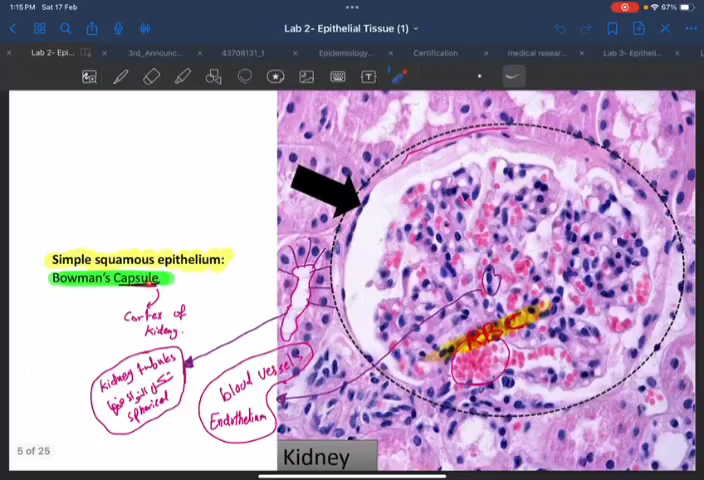 1:15 PM Sat 17 Feb
67%
Lab 2- Epithelial Tissue (1)
Lab 2- Epi...
3rd_Announc...
43706131_1
Epidemiology...
Certification
medical resear...
Lab 3- Epitheli...
Simple squamous epithelium:
Bowman's Capsule
Cortex of
Kidney.
kidney tubules
spherical
blood vessels
Endothelium
RBC
5 of 25
Kidney